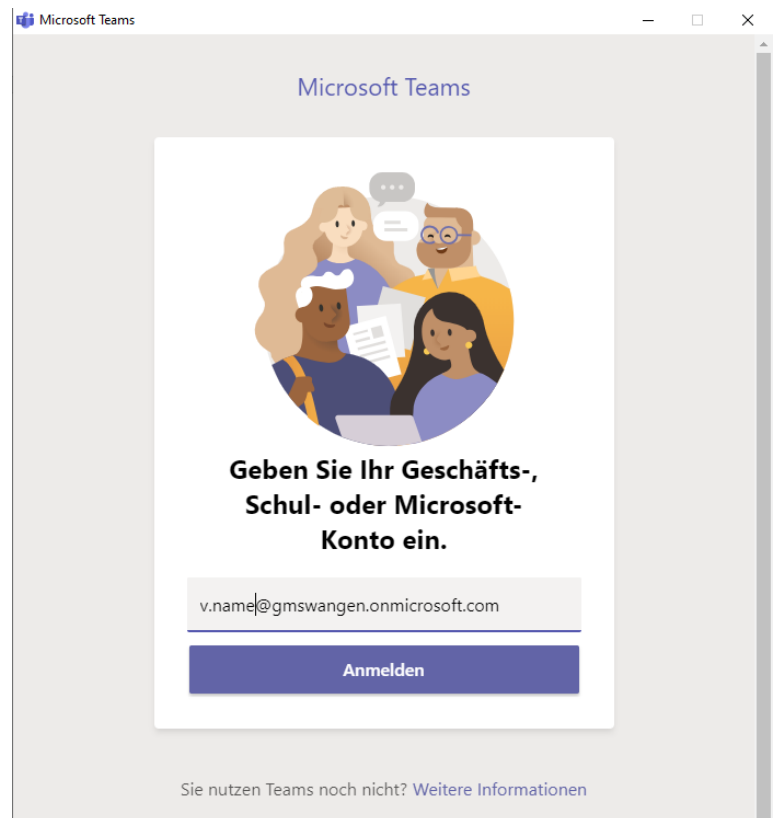 Microsoft Teams
Microsoft Teams
Geben Sie Ihr Geschäfts-,
Schul- oder Microsoft-
Konto ein.
v.name@gmswangen.onmicrosoft.com
Anmelden
Sie nutzen Teams noch nicht? Weitere Informationen